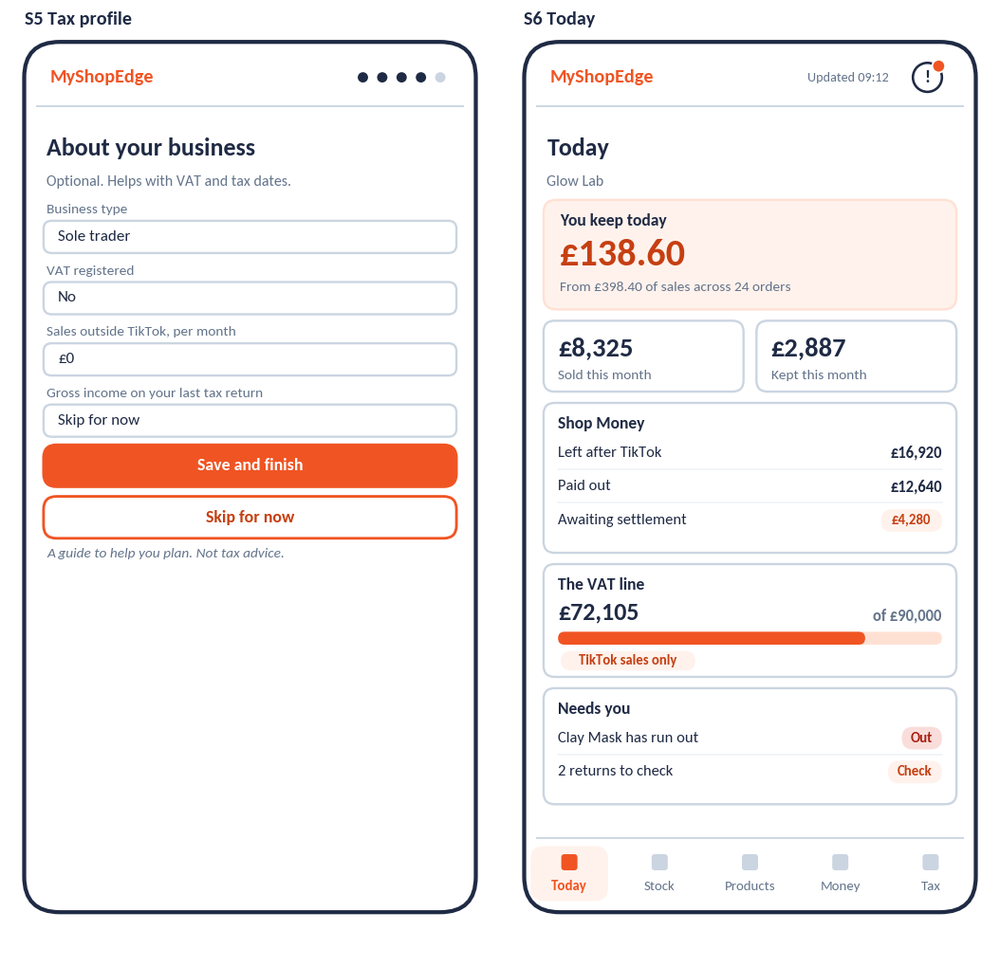 S5 Tax profile
MyShopEdge
About your business
Optional. Helps with VAT and tax dates.
Business type
Sole trader
VAT registered
No
Sales outside TikTok, per month
£0
Gross income on your last tax return
Skip for now
Save and finish
Skip for now
A guide to help you plan. Not tax advice.
S6 Today
MyShopEdge
Updated 09:12
!
Today
Glow Lab
You keep today
£138.60
From £398.40 of sales across 24 orders
£8,325
Sold this month
£2,887
Kept this month
Shop Money
Left after TikTok £16,920
Paid out £12,640
Awaiting settlement £4,280
The VAT line
£72,105 of £90,000
TikTok sales only
Needs you
Clay Mask has run out Out
2 returns to check Check
Today Stock Products Money Tax